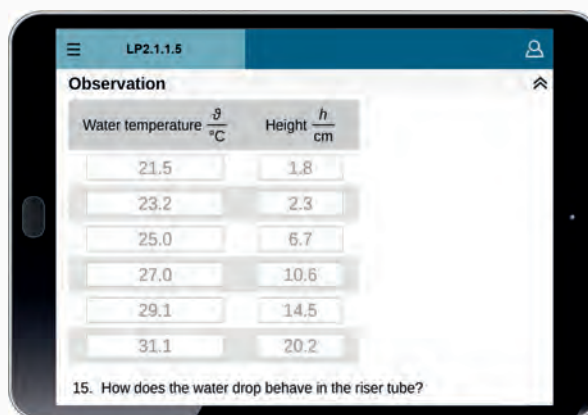 LP2.1.1.5
Observation
Water temperature ϑ/°C Height h/cm
21.5 1.8
23.2 2.3
25.0 6.7
27.0 10.6
29.1 14.5
31.1 20.2
15. How does the water drop behave in the riser tube?